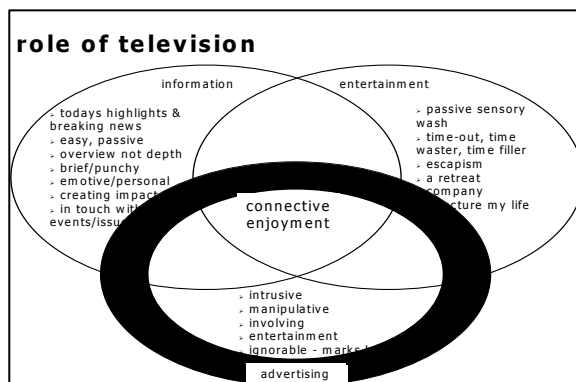 role of television
information
entertainment
➢ todays highlights &
breaking news
➢ easy, passive
➢ overview not depth
➢ brief/punchy
➢ emotive/personal
➢ creating impact
➢ in touch with
events/issu
➢ passive sensory
wash
➢ time-out, time
waster, time filler
➢ escapism
➢ a retreat
company
cture my life
connective
enjoyment
➢ intrusive
➢ manipulative
➢ involving
➢ entertainment
➢ ignorable - marks
advertising